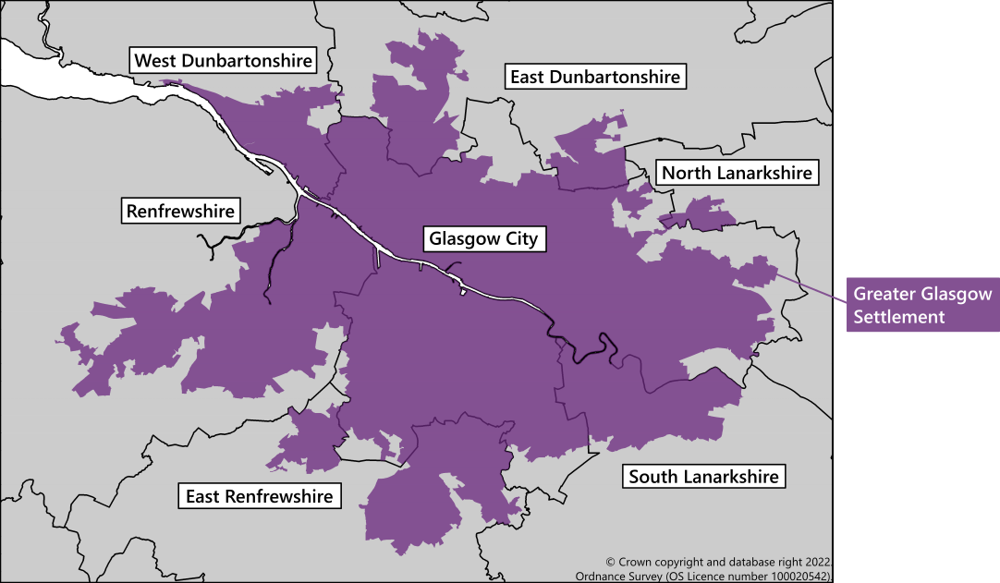 West Dunbartonshire
East Dunbartonshire
North Lanarkshire
Renfrewshire
Glasgow City
Greater Glasgow
Settlement
South Lanarkshire
East Renfrewshire
© Crown copyright and database right 2022.
Ordnance Survey (OS Licence number 100020542).